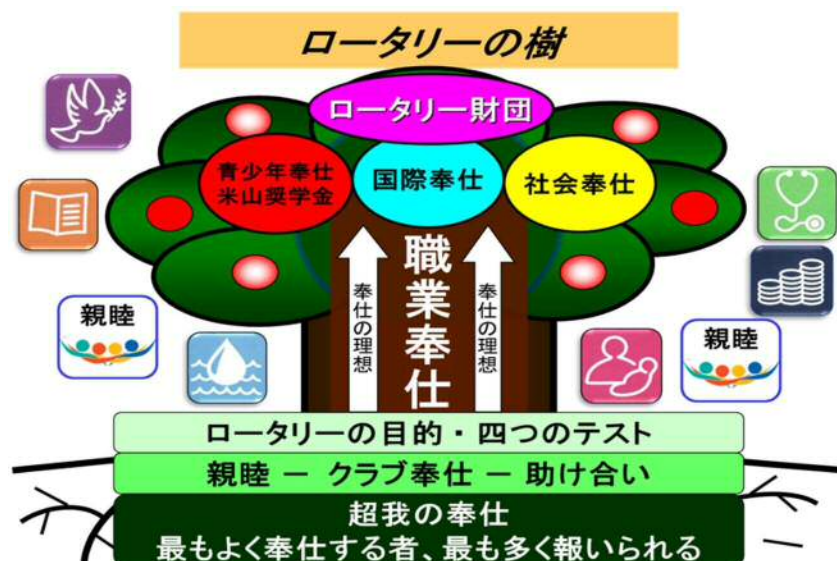 ロータリーの樹
ロータリー財団
青少年奉仕
米山奨学金
国際奉仕
社会奉仕
職業奉仕
奉仕の理想
奉仕の理想
親睦
親睦
ロータリーの目的・四つのテスト
親睦 － クラブ奉仕 － 助け合い
超我の奉仕
最もよく奉仕する者、最も多く報いられる